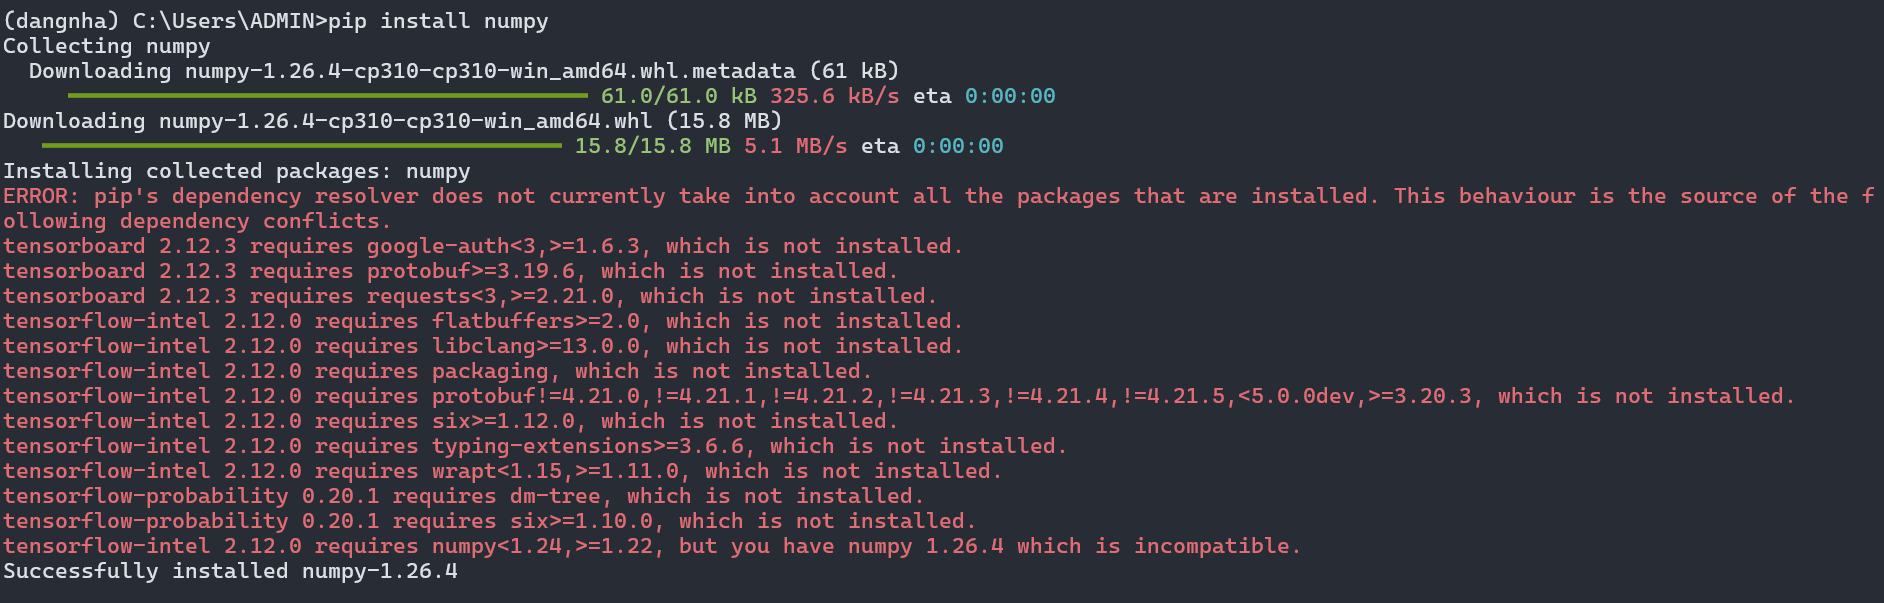 (dangnha) C:\Users\ADMIN>pip install numpy
Collecting numpy
  Downloading numpy-1.26.4-cp310-cp310-win_amd64.whl.metadata (61 kB)
61.0/61.0 kB 325.6 kB/s eta 0:00:00
Downloading numpy-1.26.4-cp310-cp310-win_amd64.whl (15.8 MB)
15.8/15.8 MB 5.1 MB/s eta 0:00:00
Installing collected packages: numpy
ERROR: pip's dependency resolver does not currently take into account all the packages that are installed. This behaviour is the source of the f
ollowing dependency conflicts.
tensorboard 2.12.3 requires google-auth<3,>=1.6.3, which is not installed.
tensorboard 2.12.3 requires protobuf>=3.19.6, which is not installed.
tensorboard 2.12.3 requires requests<3,>=2.21.0, which is not installed.
tensorflow-intel 2.12.0 requires flatbuffers>=2.0, which is not installed.
tensorflow-intel 2.12.0 requires libclang>=13.0.0, which is not installed.
tensorflow-intel 2.12.0 requires packaging, which is not installed.
tensorflow-intel 2.12.0 requires protobuf!=4.21.0,!=4.21.1,!=4.21.2,!=4.21.3,!=4.21.4,!=4.21.5,<5.0.0dev,>=3.20.3, which is not installed.
tensorflow-intel 2.12.0 requires six>=1.12.0, which is not installed.
tensorflow-intel 2.12.0 requires typing-extensions>=3.6.6, which is not installed.
tensorflow-intel 2.12.0 requires wrapt<1.15,>=1.11.0, which is not installed.
tensorflow-probability 0.20.1 requires dm-tree, which is not installed.
tensorflow-probability 0.20.1 requires six>=1.10.0, which is not installed.
tensorflow-intel 2.12.0 requires numpy<1.24,>=1.22, but you have numpy 1.26.4 which is incompatible.
Successfully installed numpy-1.26.4